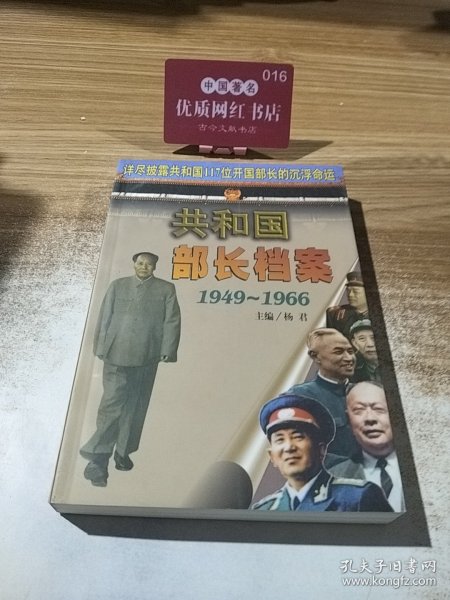 016
中国著名
优质网红书店
古今文献书店
详尽披露共和国117位开国部长的沉浮命运
共和国
部长档案
1949~1966
主编/杨君
孔夫子旧书网
www.kongfz.com